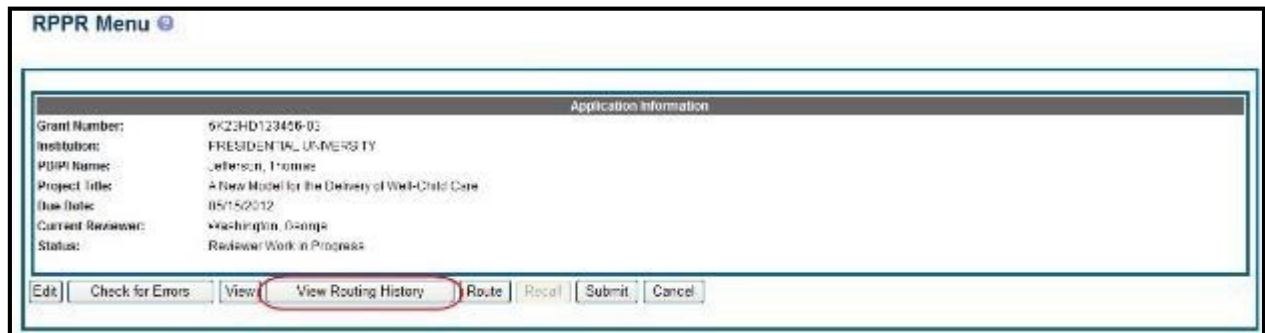 RPPR Menu
Application Information
Grant Number: 5K23HD123456-03
Institution: PRESIDENTIAL UNIVERSITY
PD/PI Name: Jefferson, Thomas
Project Title: A New Model for the Delivery of Well-Child Care
Due Date: 05/15/2012
Current Reviewer: Washington, George
Status: Reviewer Work in Progress
Edit Check for Errors View View Routing History Route Recall Submit Cancel